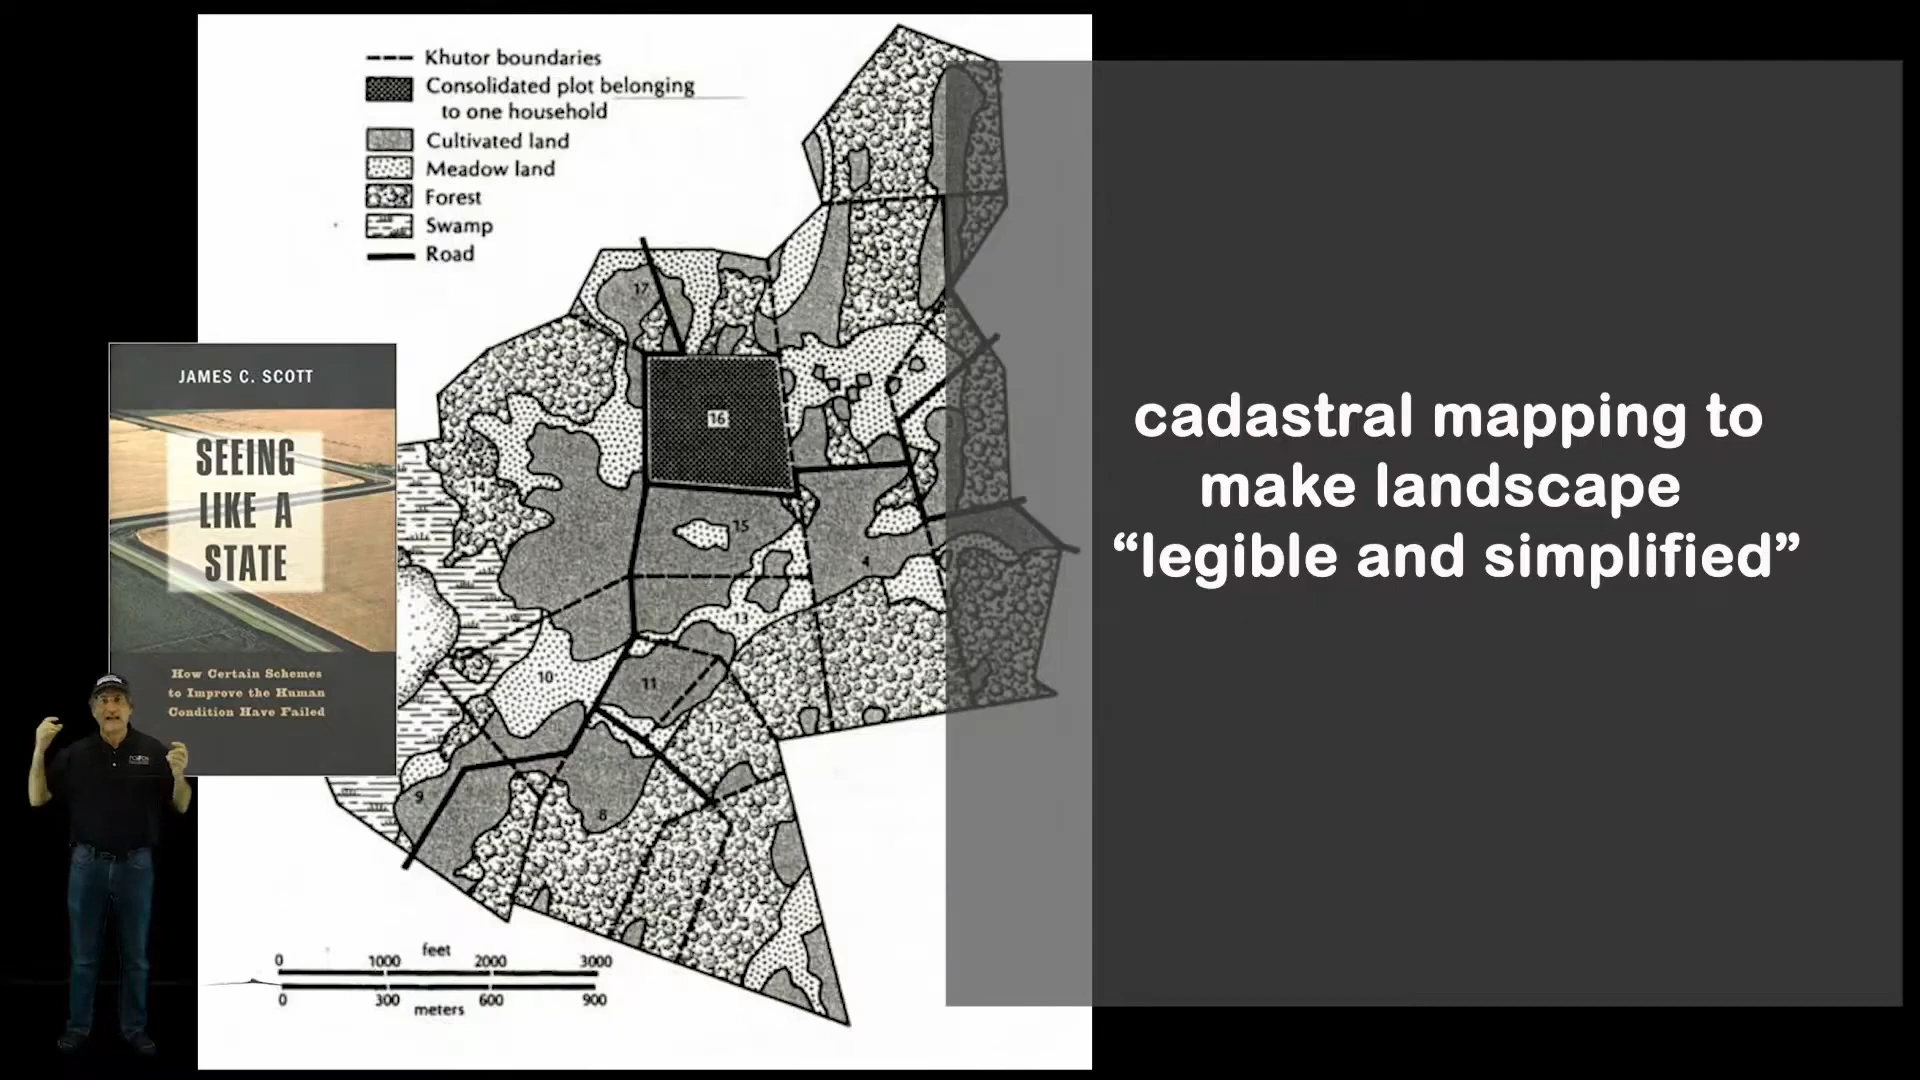 Khutor boundaries
Consolidated plot belonging
to one household
Cultivated land
Meadow land
Forest
Swamp
Road
17
16
15
14
4
13
10
11
12
9
8
6
7
JAMES C. SCOTT
SEEING
LIKE A
STATE
How Certain Schemes
to Improve the Human
Condition Have Failed
cadastral mapping to
make landscape
“legible and simplified”
feet
0 1000 2000 3000
0 300 600 900
meters